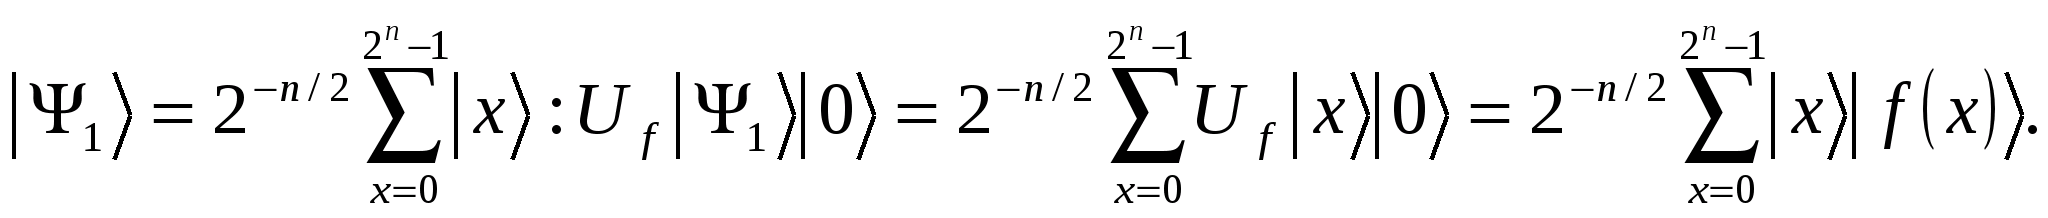 |Ψ₁⟩ = 2^{−n/2} ∑_{x=0}^{2^n−1} |x⟩ : U_f |Ψ₁⟩|0⟩ = 2^{−n/2} ∑_{x=0}^{2^n−1} U_f |x⟩|0⟩ = 2^{−n/2} ∑_{x=0}^{2^n−1} |x⟩| f(x)⟩.